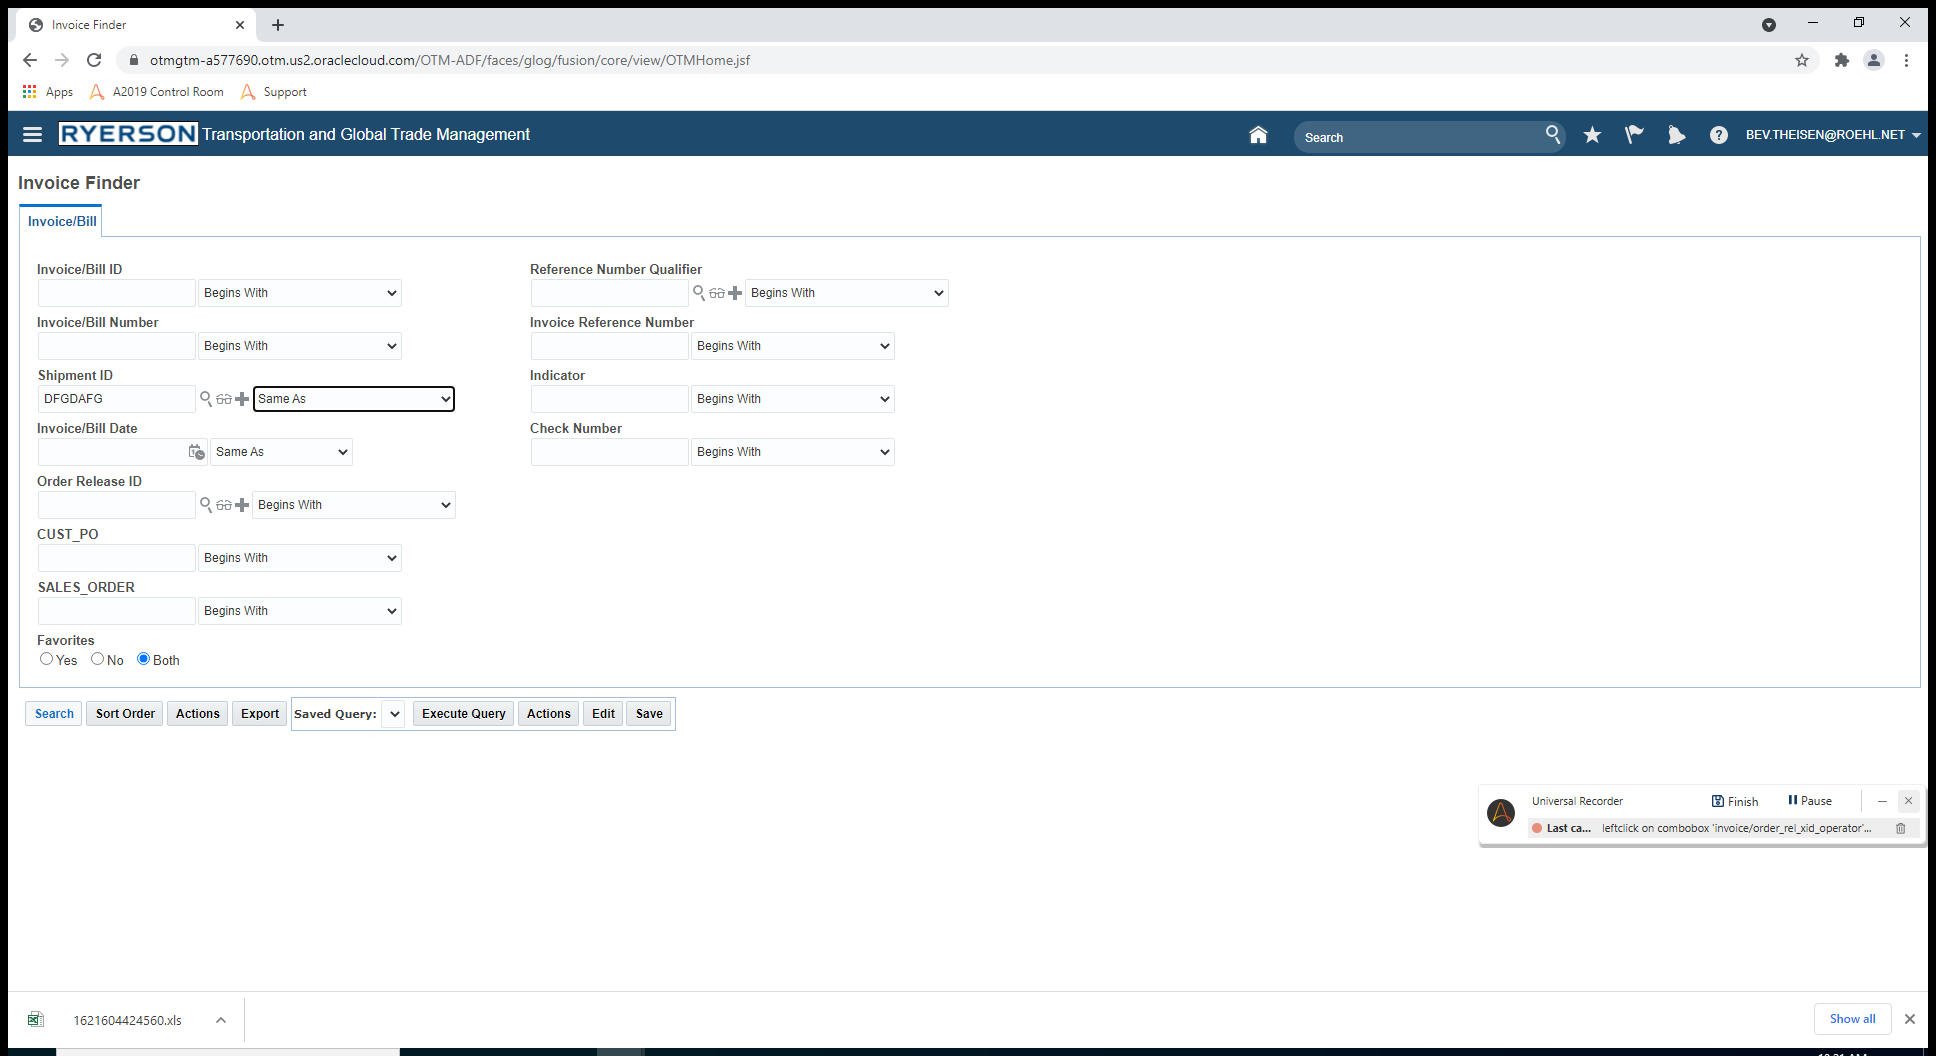 Invoice Finder
otmgtm-a577690.otm.us2.oraclecloud.com/OTM-ADF/faces/glog/fusion/core/view/OTMHome.jsf
Apps A2019 Control Room Support
RYERSON Transportation and Global Trade Management Search ? BEV.THEISEN@ROEHL.NET
Invoice Finder
Invoice/Bill
Invoice/Bill ID Reference Number Qualifier
Begins With Begins With
Invoice/Bill Number Invoice Reference Number
Begins With Begins With
Shipment ID Indicator
DFGDAFG Same As Begins With
Invoice/Bill Date Check Number
Same As Begins With
Order Release ID
Begins With
CUST_PO
Begins With
SALES_ORDER
Begins With
Favorites
Yes No Both
Search Sort Order Actions Export Saved Query: Execute Query Actions Edit Save
Universal Recorder Finish Pause
Last ca... leftclick on combobox 'invoice/order_rel_xid_operator'...
1621604424560.xls Show all